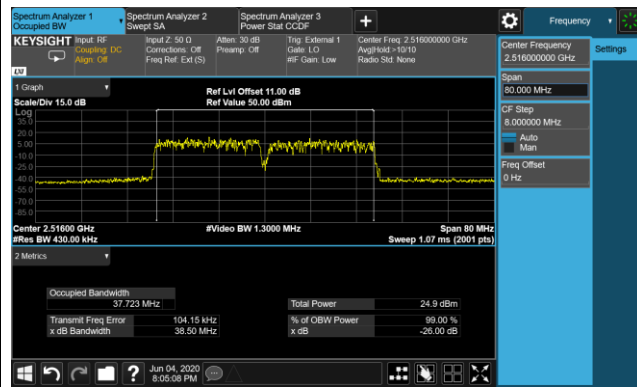 Spectrum Analyzer 1
Occupied BW
Spectrum Analyzer 2
Swept SA
Spectrum Analyzer 3
Power Stat CCDF
+
Frequency
KEYSIGHT
Input: RF
Coupling: DC
Align: Off
Input Z: 50 Ω
Corrections: Off
Freq Ref: Ext (S)
Atten: 30 dB
Preamp: Off
Trig: External 1
Gate: LO
#IF Gain: Low
Center Freq: 2.516000000 GHz
Avg|Hold:>10/10
Radio Std: None
LXI
Center Frequency
2.516000000 GHz
Settings
Span
80.000 MHz
CF Step
8.000000 MHz
Auto
Man
Freq Offset
0 Hz
1 Graph
Scale/Div 15.0 dB
Ref Lvl Offset 11.00 dB
Ref Value 50.00 dBm
Log
35.0
20.0
5.00
-10.0
-25.0
-40.0
-55.0
-70.0
-85.0
Center 2.51600 GHz
#Video BW 1.3000 MHz
Span 80 MHz
#Res BW 430.00 kHz
Sweep 1.07 ms (2001 pts)
2 Metrics
Occupied Bandwidth
37.723 MHz
Total Power
24.9 dBm
Transmit Freq Error
104.15 kHz
% of OBW Power
99.00 %
x dB Bandwidth
38.50 MHz
x dB
-26.00 dB
?
Jun 04, 2020
8:05:08 PM